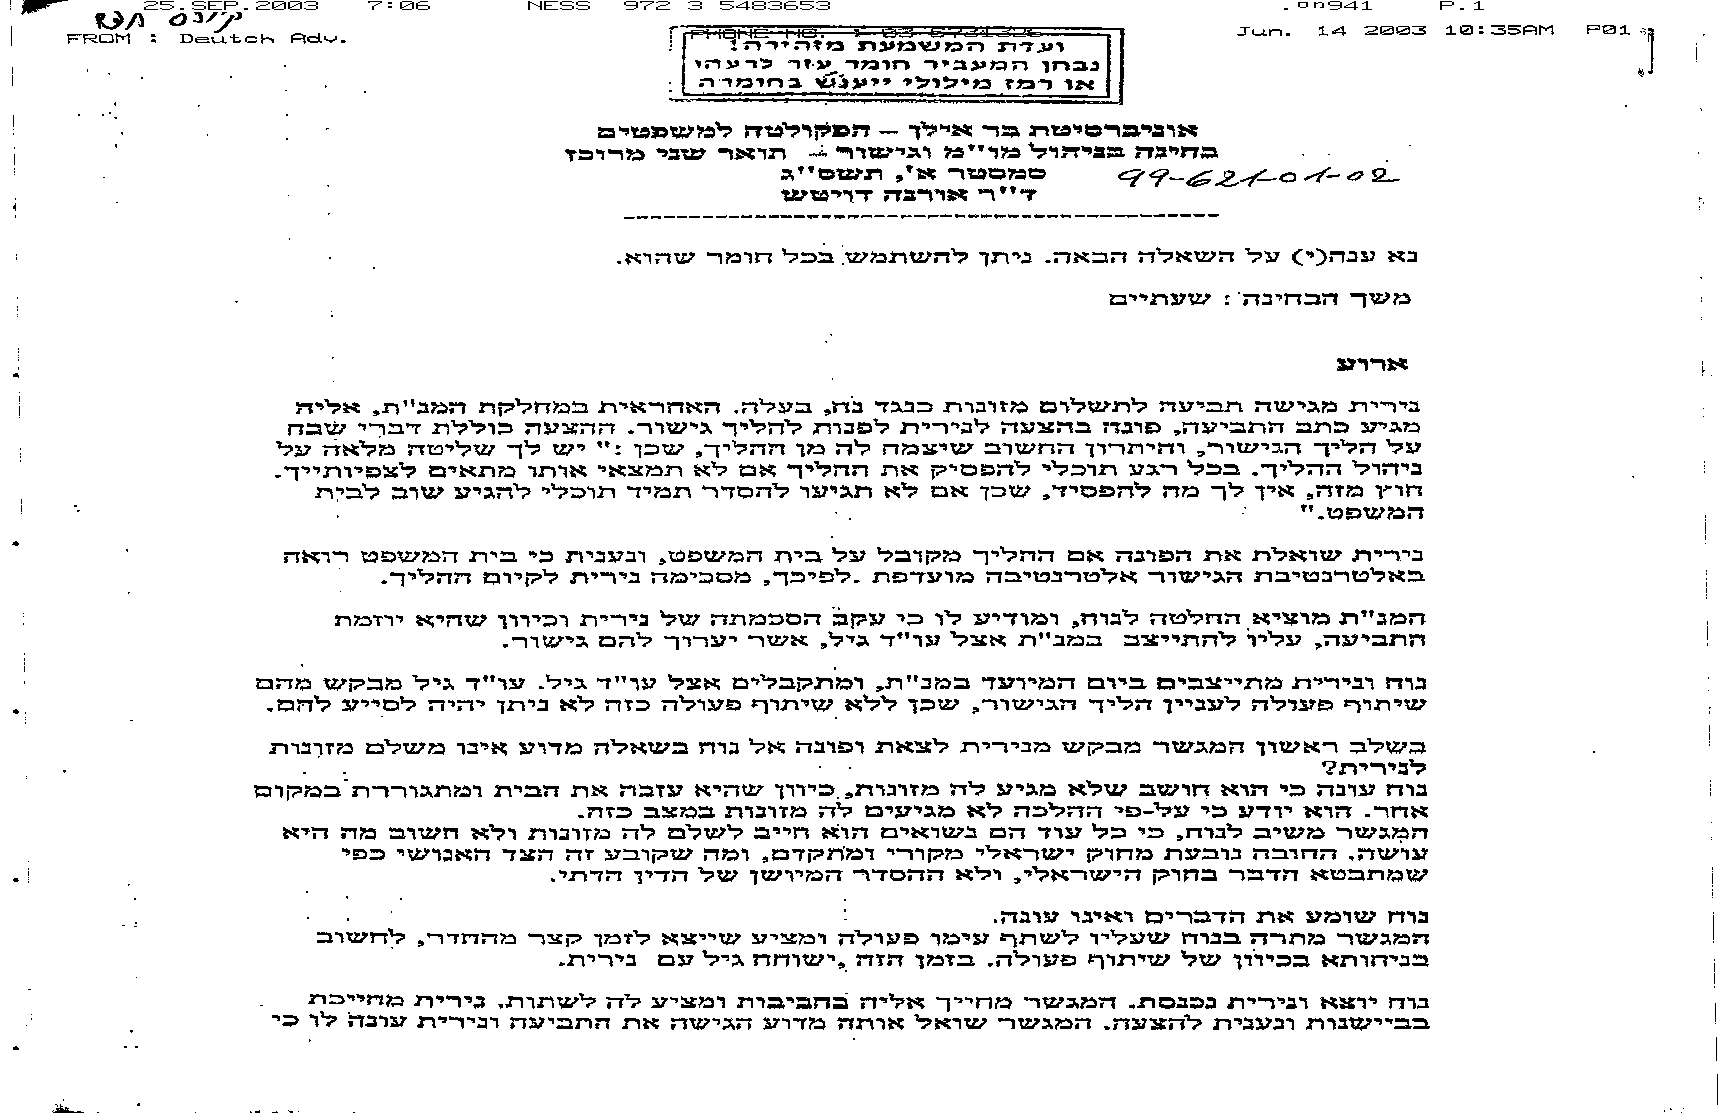 25.SEP.2003 7:06 NESS 972 3 5483653 P.1
FROM : Deutch Adv. PHONE NO. Jun. 14 2003 10:35AM P01
ועדת המשמעת מזהירה!
נבחן המעביר חומר עזר לרעהו
או רמז מילולי ייענש בחומרה
אוניברסיטת בר אילן – הפקולטה למשפטים
בחינה בניהול מו"מ וגישור – תואר שני מרוכז
סמסטר א', תשס"ג 99-621-01-02
ד"ר אורנה דויטש
נא ענה(י) על השאלה הבאה. ניתן להשתמש בכל חומר שהוא.
משך הבחינה : שעתיים
ארוע
נירית מגישה תביעה לתשלום מזונות כנגד נח, בעלה. האחראית במחלקת המנ"ת, אליה
מגיע כתב התביעה, פונה בהצעה לנירית לפנות להליך גישור. ההצעה כוללת דברי שבח
על הליך הגישור, והיתרון החשוב שיצמח לה מן ההליך, שכן :" יש לך שליטה מלאה על
ניהול ההליך. בכל רגע תוכלי להפסיק את ההליך אם לא תמצאי אותו מתאים לצפיותייך.
חוץ מזה, אין לך מה להפסיד, שכן אם לא תגיעו להסדר תמיד תוכלי להגיע שוב לבית
המשפט."
נירית שואלת את הפונה אם ההליך מקובל על בית המשפט, ונענית כי בית המשפט רואה
באלטרנטיבת הגישור אלטרנטיבה מועדפת .לפיכך, מסכימה נירית לקיום ההליך.
המנ"ת מוציא החלטה לנוח, ומודיע לו כי עקב הסכמתה של נירית וכיוון שהיא יוזמת
התביעה, עליו להתייצב במנ"ת אצל עו"ד גיל, אשר יערוך להם גישור.
נוח ונירית מתייצבים ביום המיועד במנ"ת, ומתקבלים אצל עו"ד גיל. עו"ד גיל מבקש מהם
שיתוף פעולה לעניין הליך הגישור, שכן ללא שיתוף פעולה כזה לא ניתן יהיה לסייע להם.
בשלב ראשון המגשר מבקש מנירית לצאת ופונה אל נוח בשאלה מדוע אינו משלם מזונות
לנירית?
נוח עונה כי הוא חושב שלא מגיע לה מזונות, כיוון שהיא עזבה את הבית ומתגוררת במקום
אחר. הוא יודע כי על-פי ההלכה לא מגיעים לה מזונות במצב כזה.
המגשר משיב לנוח, כי כל עוד הם נשואים הוא חייב לשלם לה מזונות ולא חשוב מה היא
עושה. החובה נובעת מחוק ישראלי מקורי ומתקדם, ומה שקובע זה הצד האנושי כפי
שמתבטא הדבר בחוק הישראלי, ולא ההסדר המיושן של הדין הדתי.
נוח שומע את הדברים ואינו עונה.
המגשר מתרה בנוח שעליו לשתף עימו פעולה ומציע שייצא לזמן קצר מהחדר, לחשוב
בניחותא בכיוון של שיתוף פעולה. בזמן הזה ,ישוחח גיל עם נירית.
נוח יוצא ונירית נכנסת. המגשר מחייך אליה בחביבות ומציע לה לשתות. נירית מחייכת
בביישנות ונענית להצעה. המגשר שואל אותה מדוע הגישה את התביעה ונירית עונה לו כי